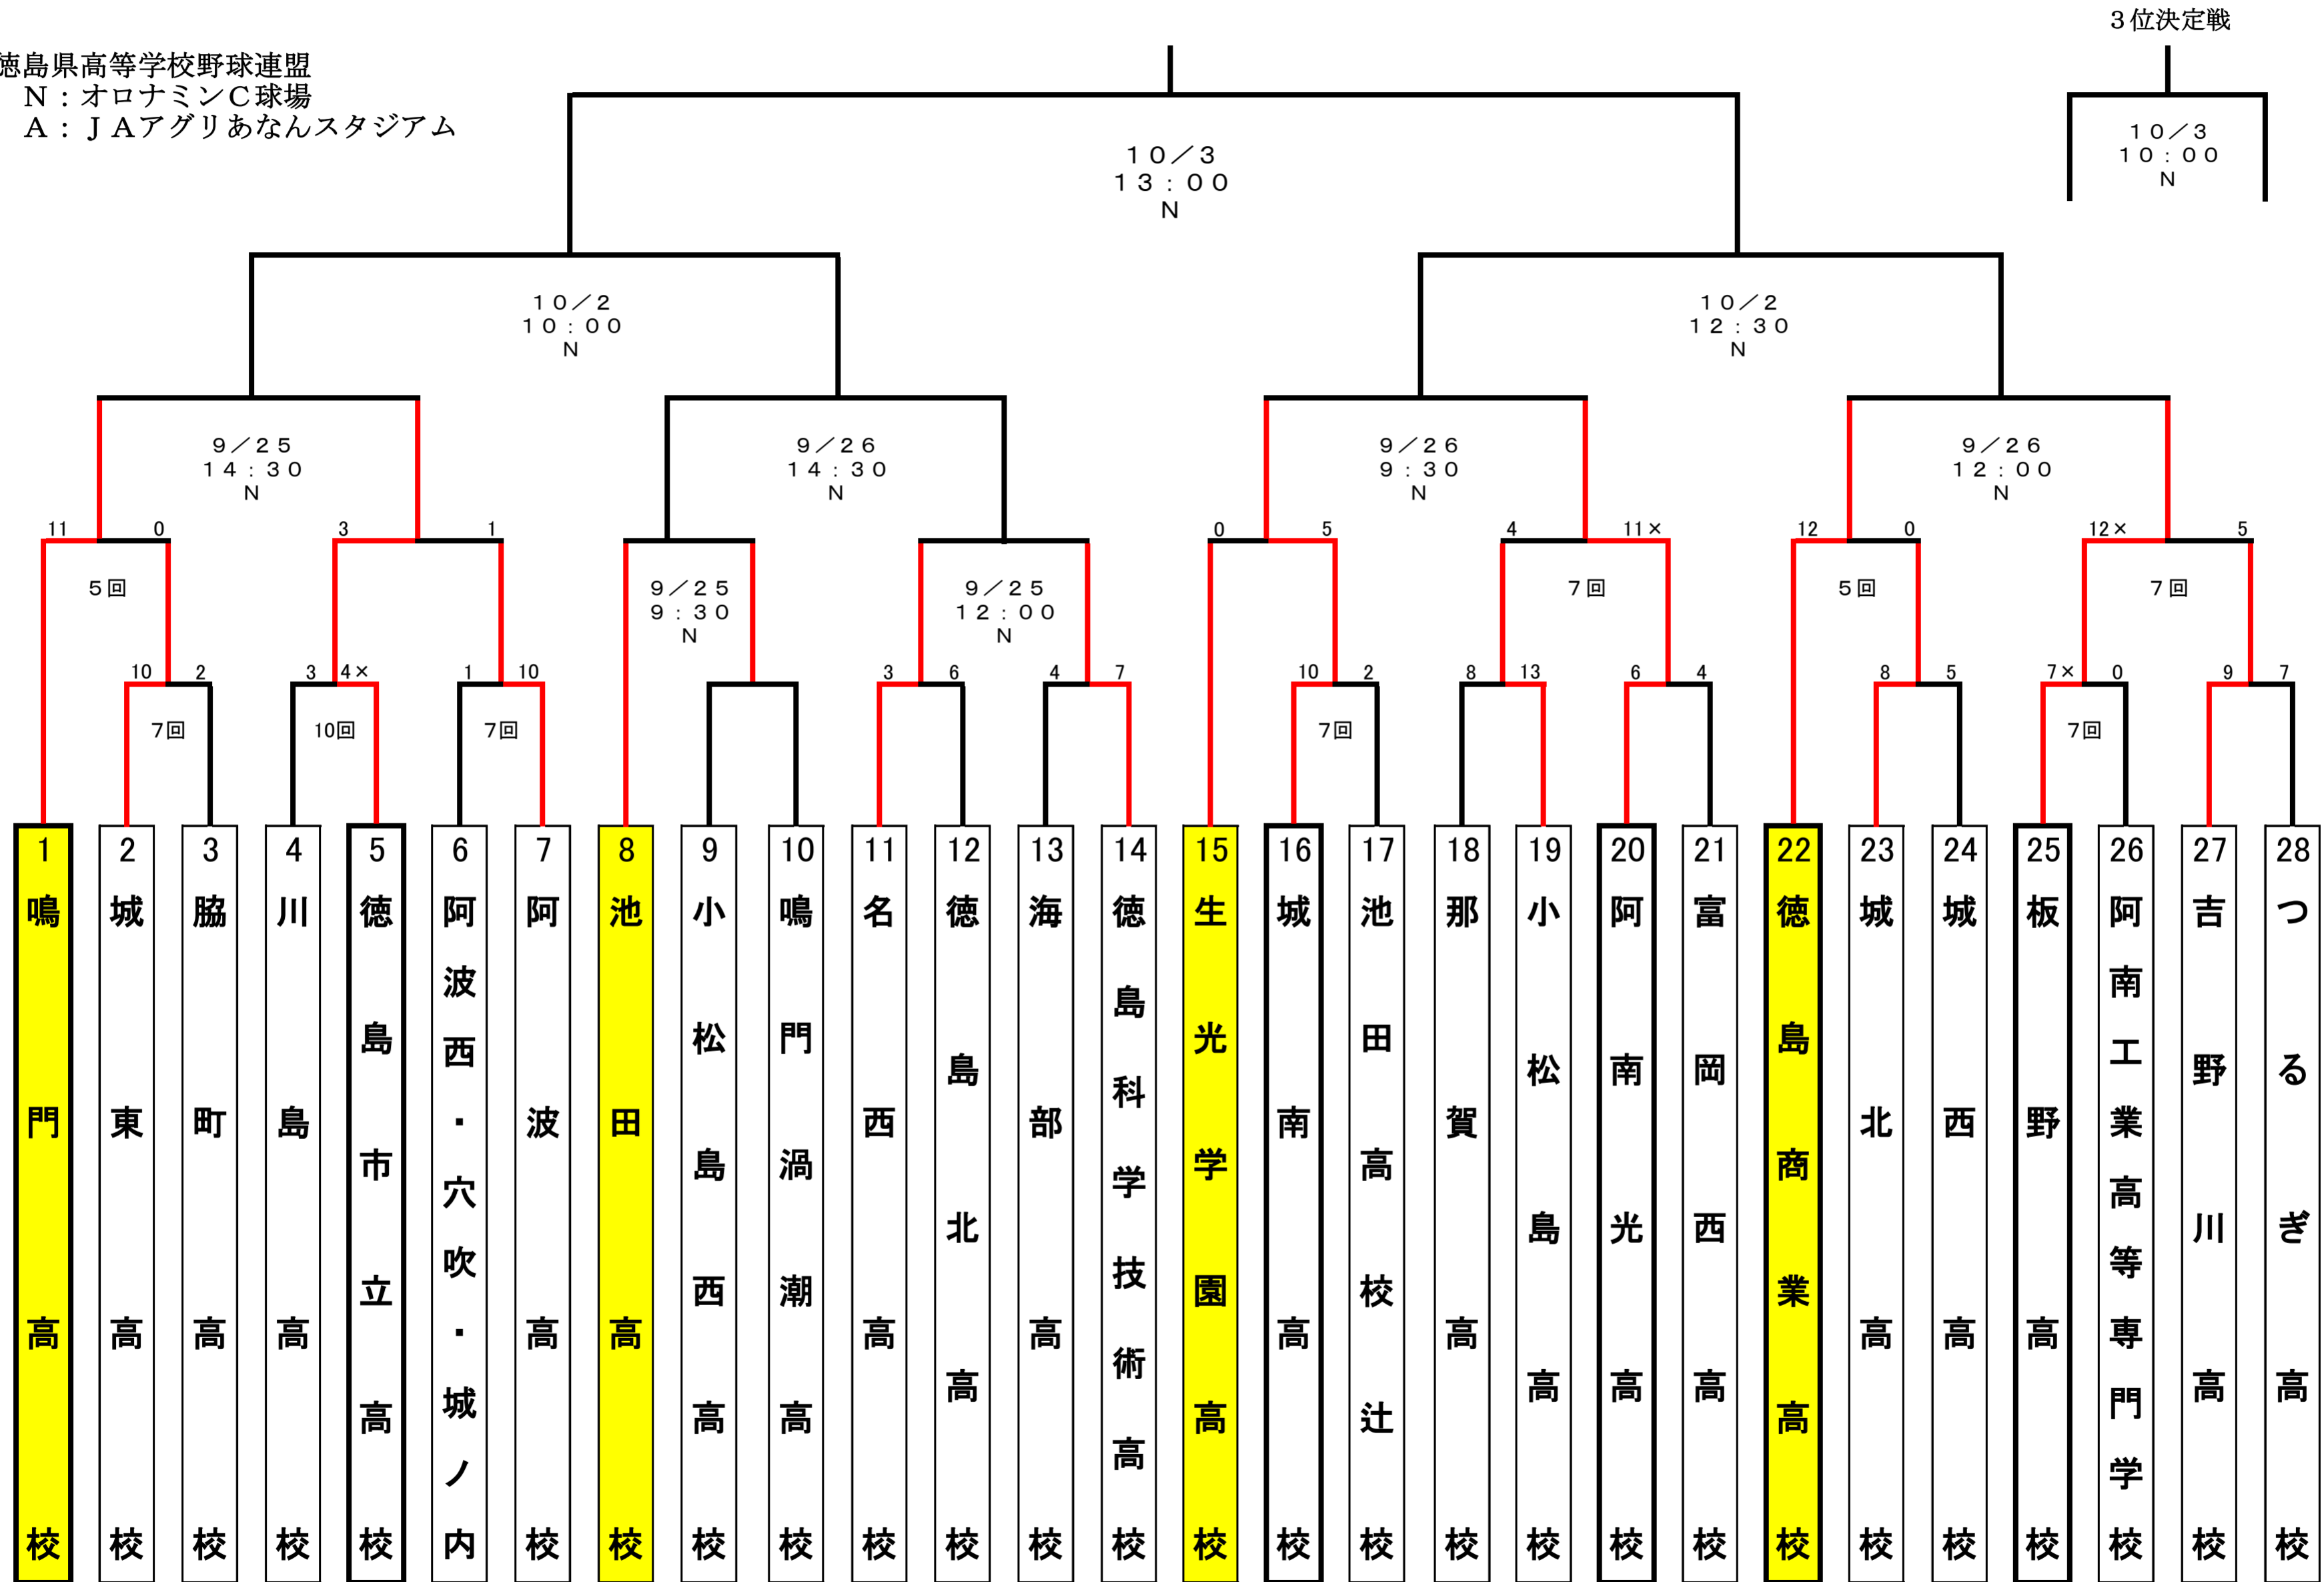 ３位決定戦
徳島県高等学校野球連盟
Ｎ：オロナミンＣ球場
Ａ：ＪＡアグリあなんスタジアム
１０／３
１３：００
Ｎ
１０／３
１０：００
Ｎ
１０／２
１０：００
Ｎ
１０／２
１２：３０
Ｎ
９／２５
１４：３０
Ｎ
９／２６
１４：３０
Ｎ
９／２６
９：３０
Ｎ
９／２６
１２：００
Ｎ
11 0 3 1 0 5 4 11× 12 0 12× 5
５回
９／２５
９：３０
Ｎ
９／２５
１２：００
Ｎ
７回
５回
７回
10 2 3 4× 1 10 3 6 4 7 10 2 8 13 6 4 8 5 7× 0 9 7
７回 10回 ７回 ７回 ７回
1 鳴門高校
2 城東高校
3 脇町高校
4 川島高校
5 徳島市立高校
6 阿波西・穴吹・城ノ内
7 阿波高校
8 池田高校
9 小松島西高校
10 鳴門渦潮高校
11 名西高校
12 徳島北高校
13 海部高校
14 徳島科学技術高校
15 生光学園高校
16 城南高校
17 池田高校辻校
18 那賀高校
19 小松島高校
20 阿南光高校
21 富岡西高校
22 徳島商業高校
23 城北高校
24 城西高校
25 板野高校
26 阿南工業高等専門学校
27 吉野川高校
28 つるぎ高校